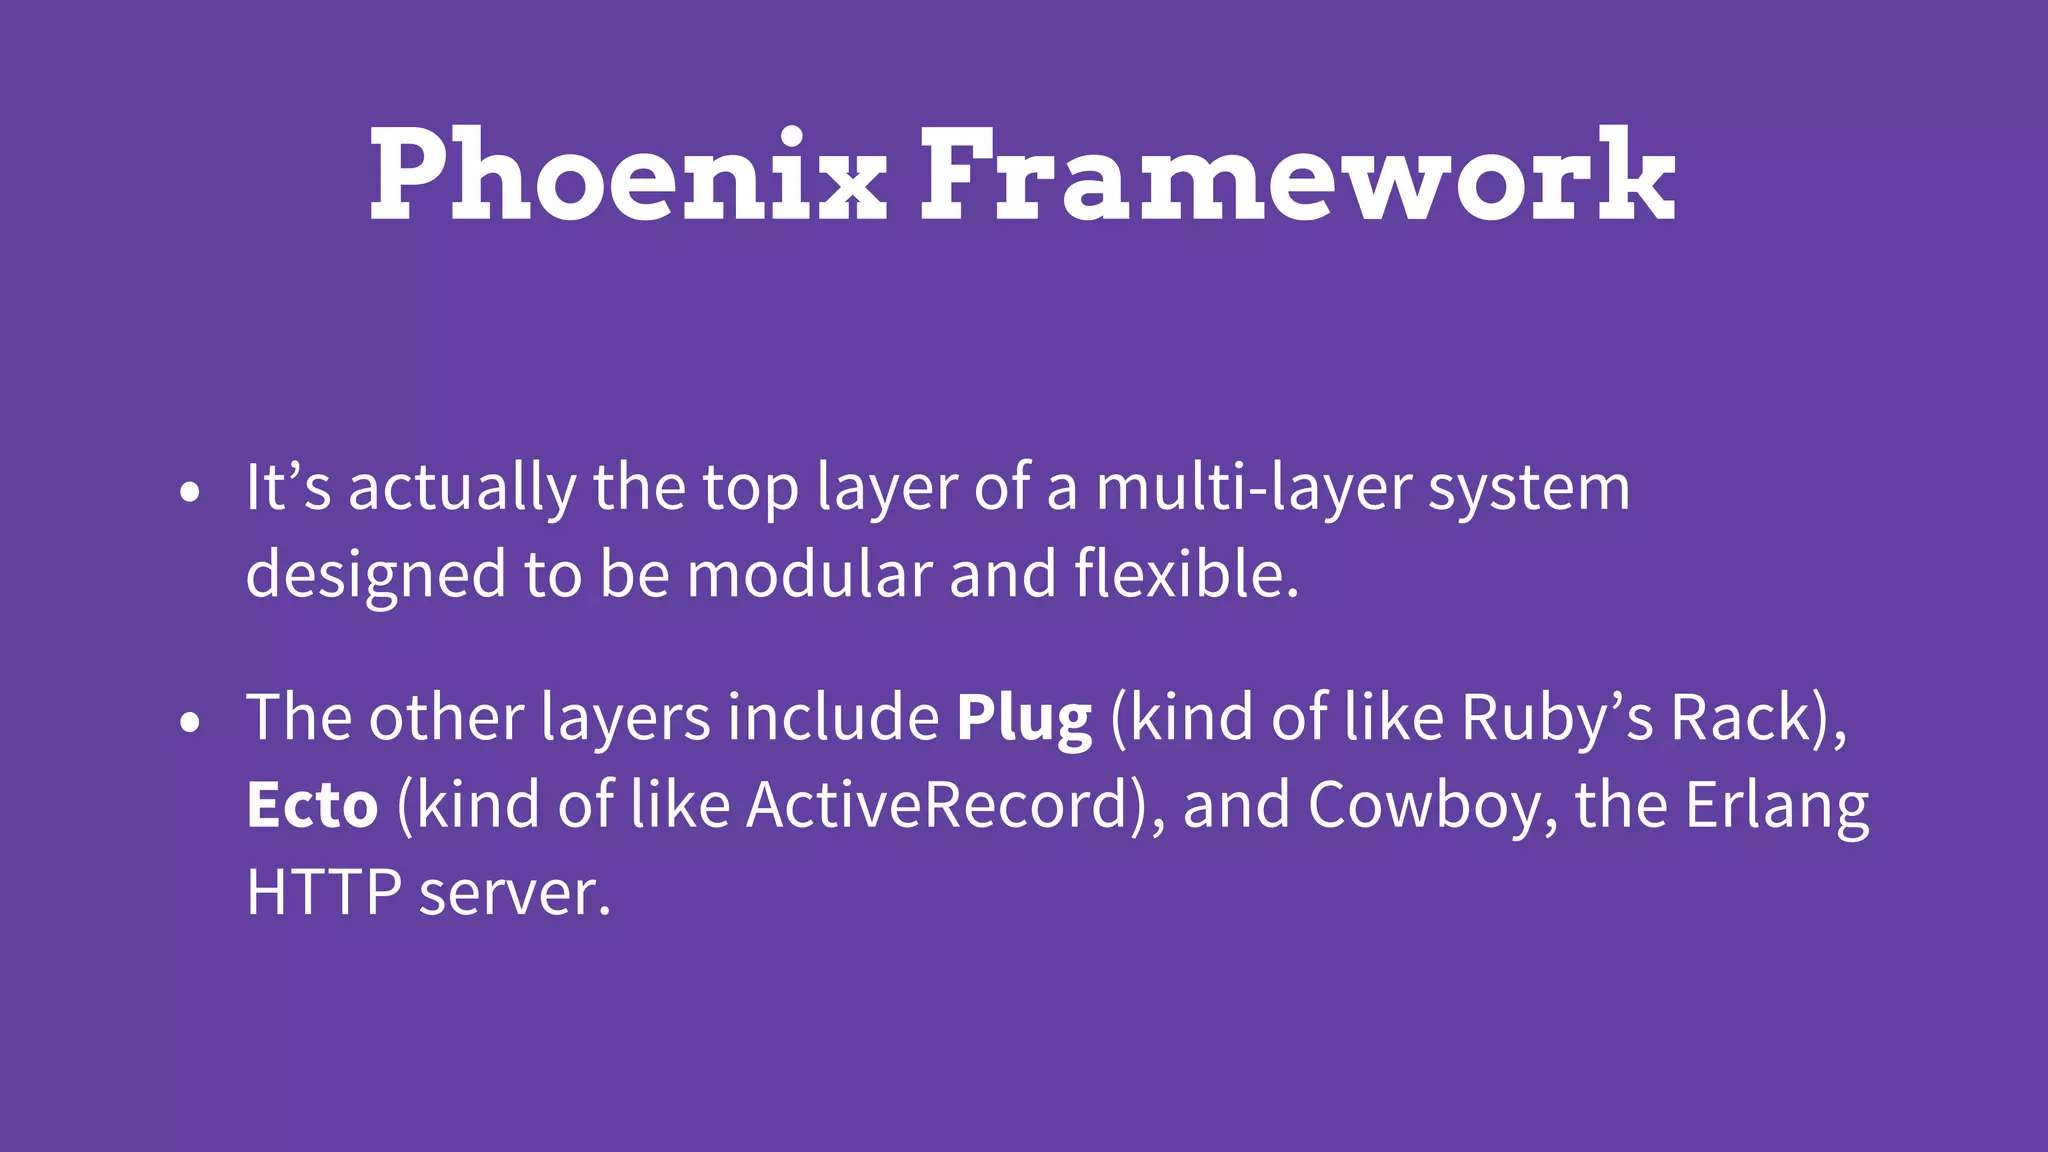 Phoenix Framework
• It’s actually the top layer of a multi-layer system
designed to be modular and flexible.
• The other layers include Plug (kind of like Ruby’s Rack),
Ecto (kind of like ActiveRecord), and Cowboy, the Erlang
HTTP server.